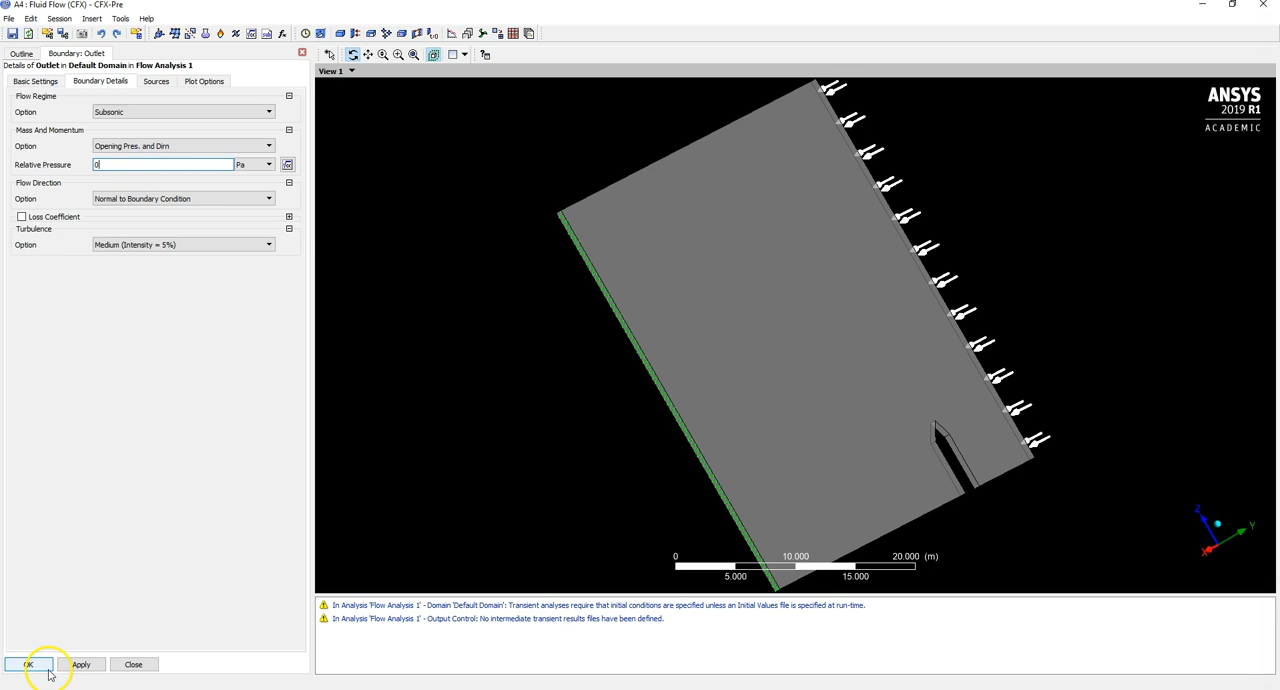 A4 : Fluid Flow (CFX) - CFX-Pre
File Edit Session Insert Tools Help
Outline Boundary: Outlet
Details of Outlet in Default Domain in Flow Analysis 1
Basic Settings Boundary Details Sources Plot Options
Flow Regime
Option Subsonic
Mass And Momentum
Option Opening Pres. and Dirn
Relative Pressure 0 Pa
Flow Direction
Option Normal to Boundary Condition
Loss Coefficient
Turbulence
Option Medium (Intensity = 5%)
OK Apply Close
View 1
ANSYS
2019 R1
ACADEMIC
0 10.000 20.000 (m)
5.000 15.000
Z
Y
X
In Analysis 'Flow Analysis 1' - Domain 'Default Domain': Transient analyses require that initial conditions are specified unless an Initial Values file is specified at run-time.
In Analysis 'Flow Analysis 1' - Output Control: No intermediate transient results files have been defined.